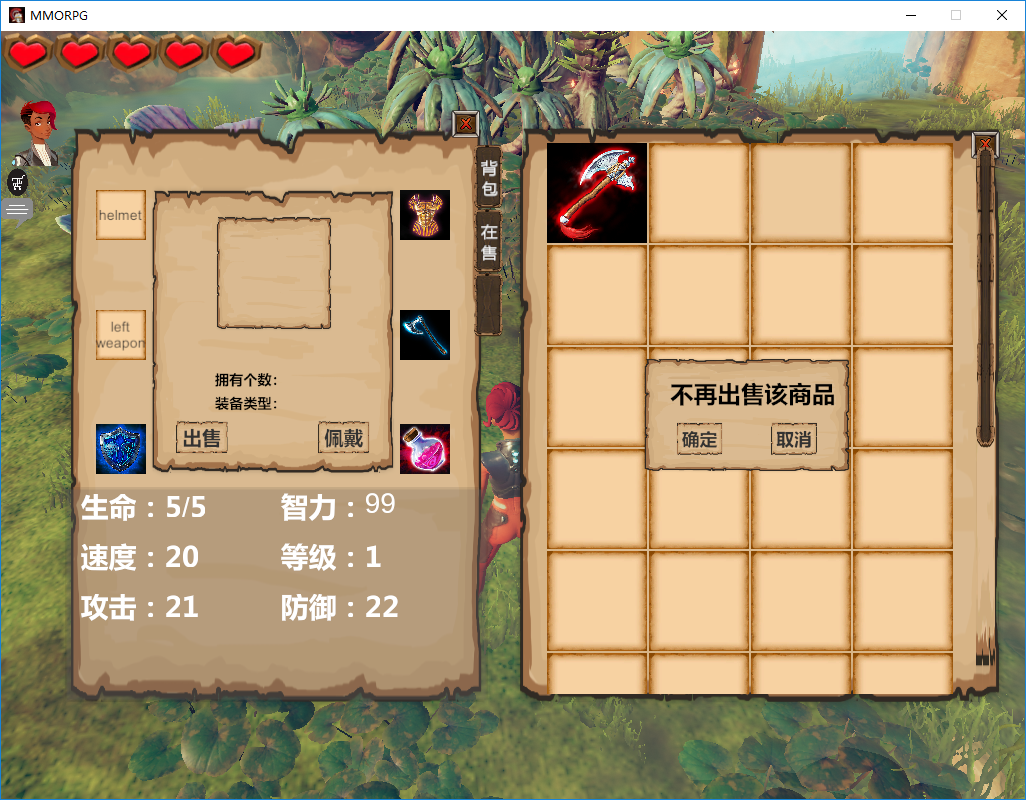 MMORPG
背包
在售
helmet
left
weapon
拥有个数：
装备类型：
出售
佩戴
生命：5/5
智力：99
速度：20
等级：1
攻击：21
防御：22
不再出售该商品
确定
取消